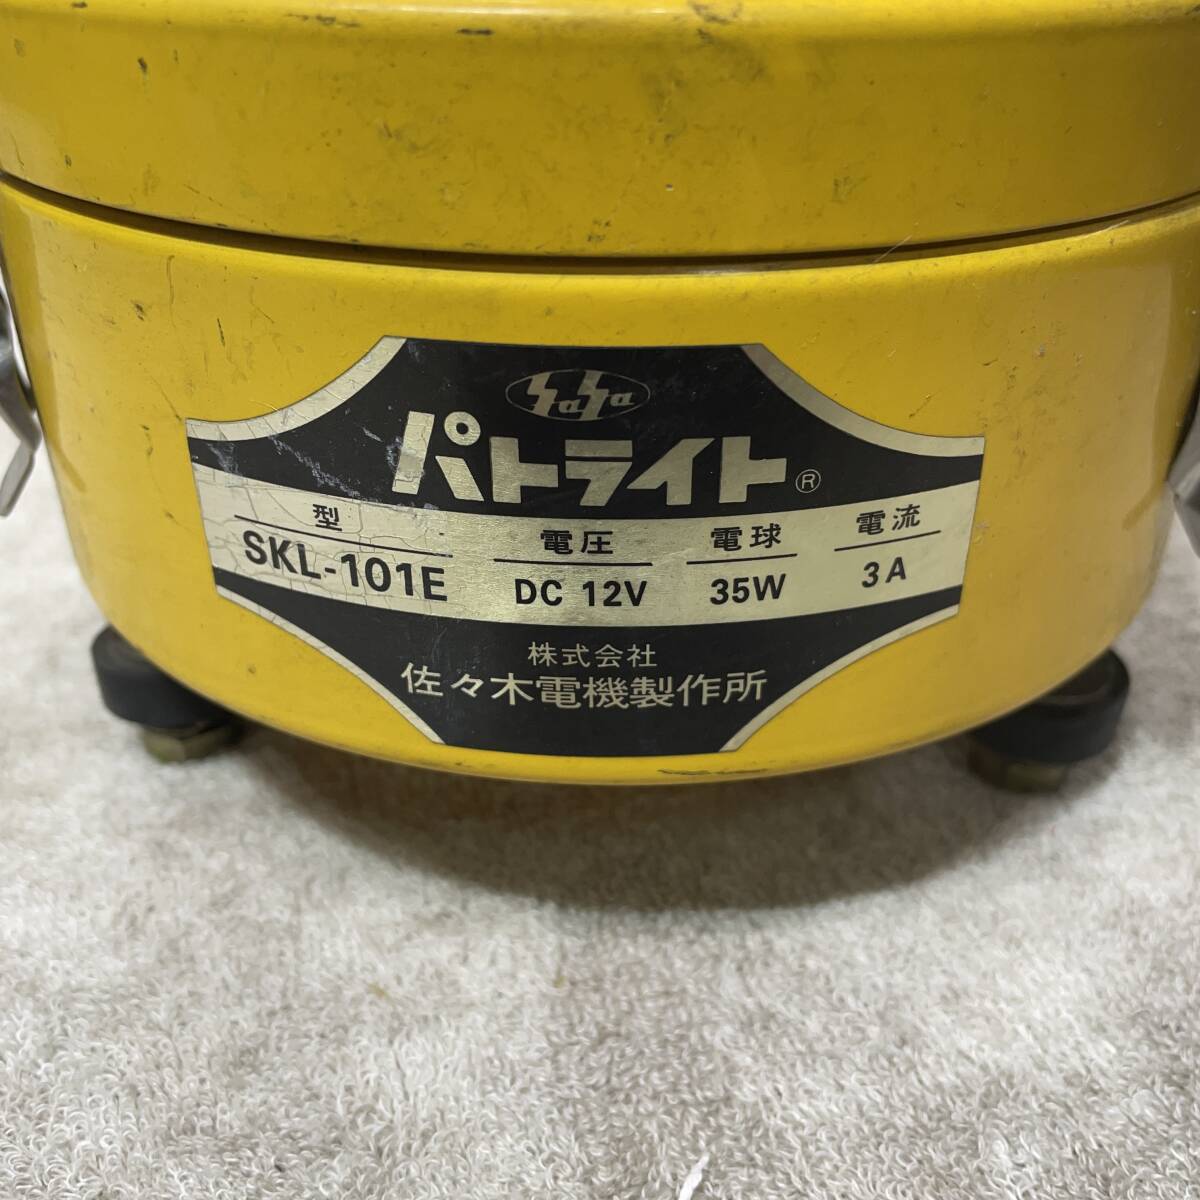 SaSa
パトライト®
型 電圧 電球 電流
SKL-101E DC 12V 35W 3A
株式会社
佐々木電機製作所